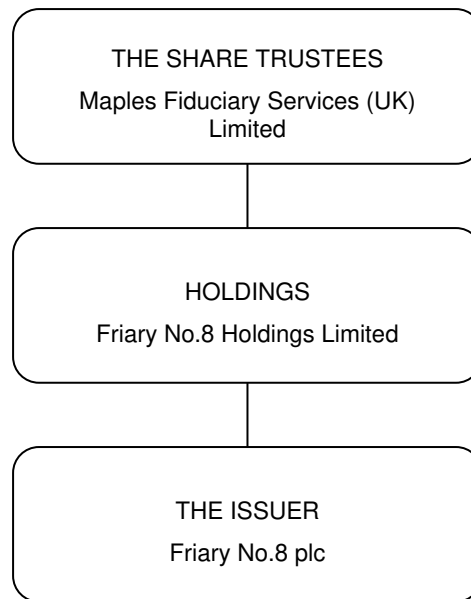 THE SHARE TRUSTEES
Maples Fiduciary Services (UK)
Limited
HOLDINGS
Friary No.8 Holdings Limited
THE ISSUER
Friary No.8 plc